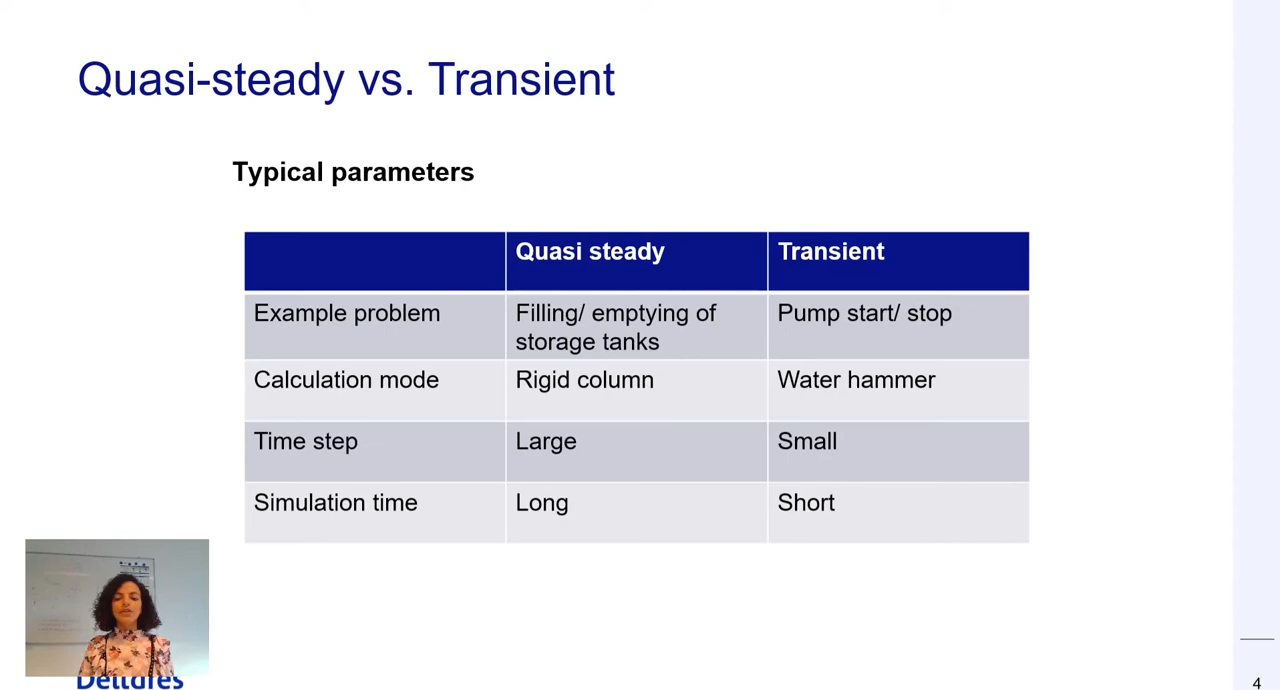 Quasi-steady vs. Transient
Typical parameters
Quasi steady
Transient
Example problem
Filling/ emptying of
storage tanks
Pump start/ stop
Calculation mode
Rigid column
Water hammer
Time step
Large
Small
Simulation time
Long
Short
Deltares
4